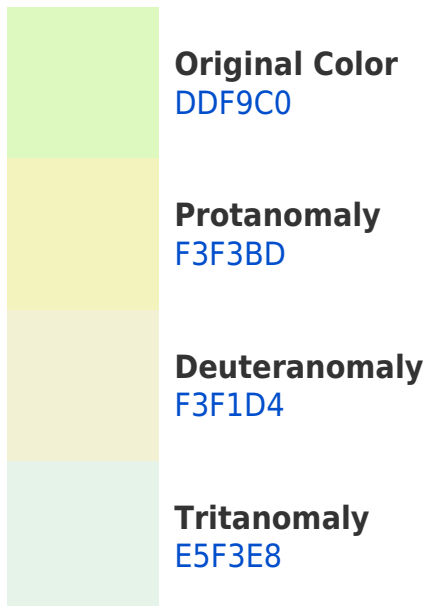 Original Color
DDF9C0
Protanomaly
F3F3BD
Deuteranomaly
F3F1D4
Tritanomaly
E5F3E8